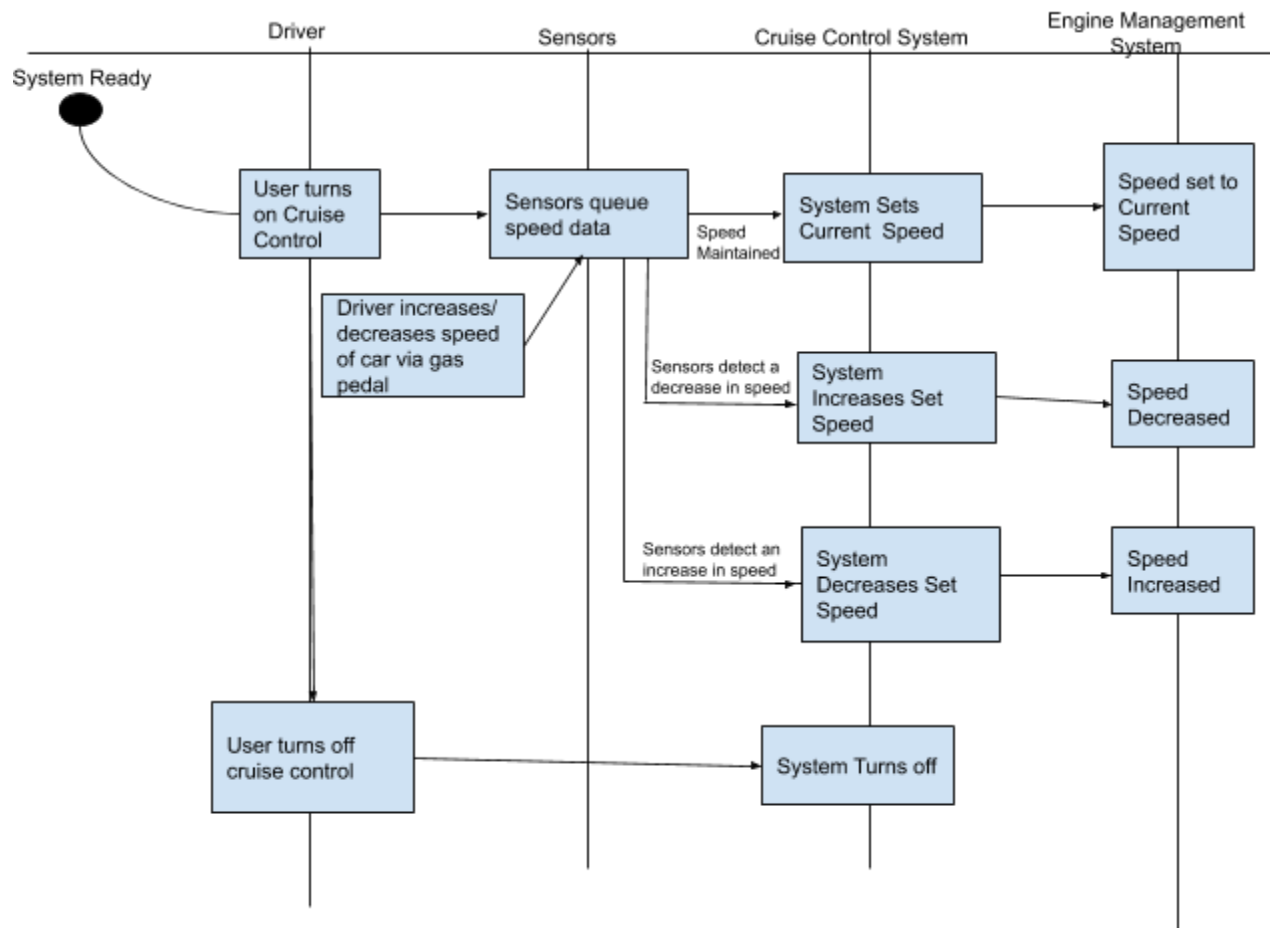 Driver
Sensors
Cruise Control System
Engine Management
System
System Ready
User turns
on Cruise
Control
Sensors queue
speed data
Speed
Maintained
System Sets
Current Speed
Speed set to
Current
Speed
Driver increases/
decreases speed
of car via gas
pedal
Sensors detect a
decrease in speed
System
Increases Set
Speed
Speed
Decreased
Sensors detect an
increase in speed
System
Decreases Set
Speed
Speed
Increased
User turns off
cruise control
System Turns off